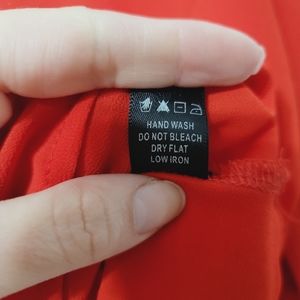 HAND WASH
DO NOT BLEACH
DRY FLAT
LOW IRON